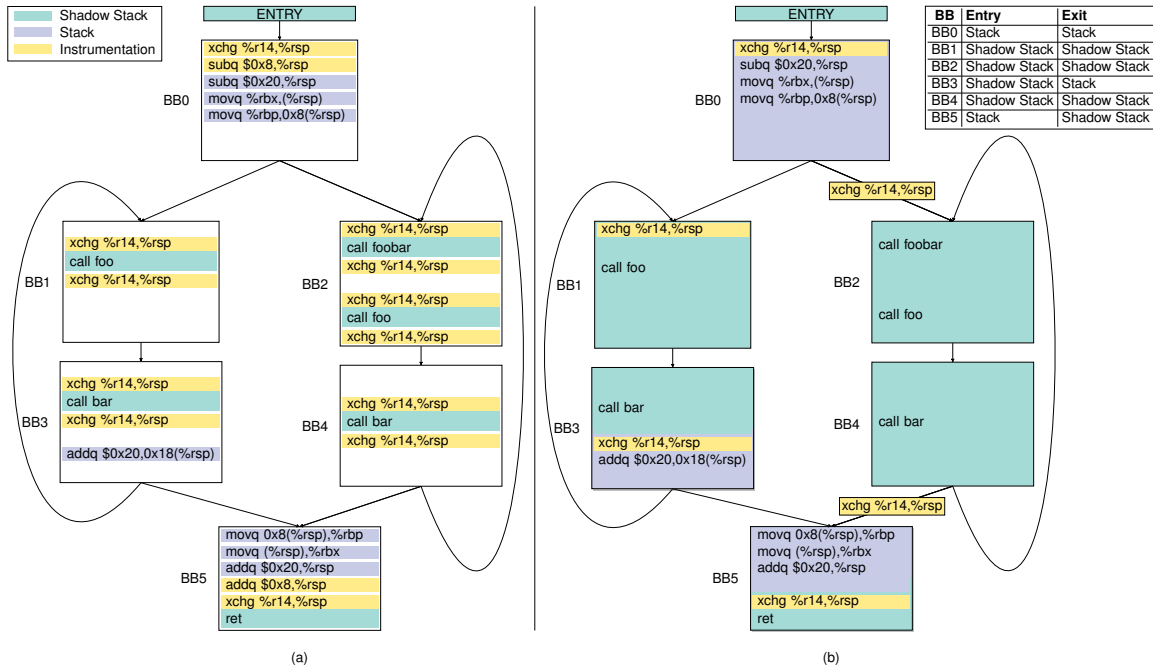 Shadow Stack
Stack
Instrumentation
ENTRY
xchg %r14,%rsp
subq $0x8,%rsp
subq $0x20,%rsp
movq %rbx,(%rsp)
movq %rbp,0x8(%rsp)
BB0
xchg %r14,%rsp
call foo
xchg %r14,%rsp
BB1
xchg %r14,%rsp
call foobar
xchg %r14,%rsp
xchg %r14,%rsp
call foo
xchg %r14,%rsp
BB2
xchg %r14,%rsp
call bar
xchg %r14,%rsp
addq $0x20,0x18(%rsp)
BB3
xchg %r14,%rsp
call bar
xchg %r14,%rsp
BB4
movq 0x8(%rsp),%rbp
movq (%rsp),%rbx
addq $0x20,%rsp
addq $0x8,%rsp
xchg %r14,%rsp
ret
BB5
(a)
ENTRY
xchg %r14,%rsp
subq $0x20,%rsp
movq %rbx,(%rsp)
movq %rbp,0x8(%rsp)
BB0
BB Entry Exit
BB0 Stack Stack
BB1 Shadow Stack Shadow Stack
BB2 Shadow Stack Shadow Stack
BB3 Shadow Stack Stack
BB4 Shadow Stack Shadow Stack
BB5 Stack Shadow Stack
xchg %r14,%rsp
xchg %r14,%rsp
call foo
BB1
call foobar
call foo
BB2
call bar
xchg %r14,%rsp
addq $0x20,0x18(%rsp)
BB3
call bar
BB4
xchg %r14,%rsp
movq 0x8(%rsp),%rbp
movq (%rsp),%rbx
addq $0x20,%rsp
xchg %r14,%rsp
ret
BB5
(b)